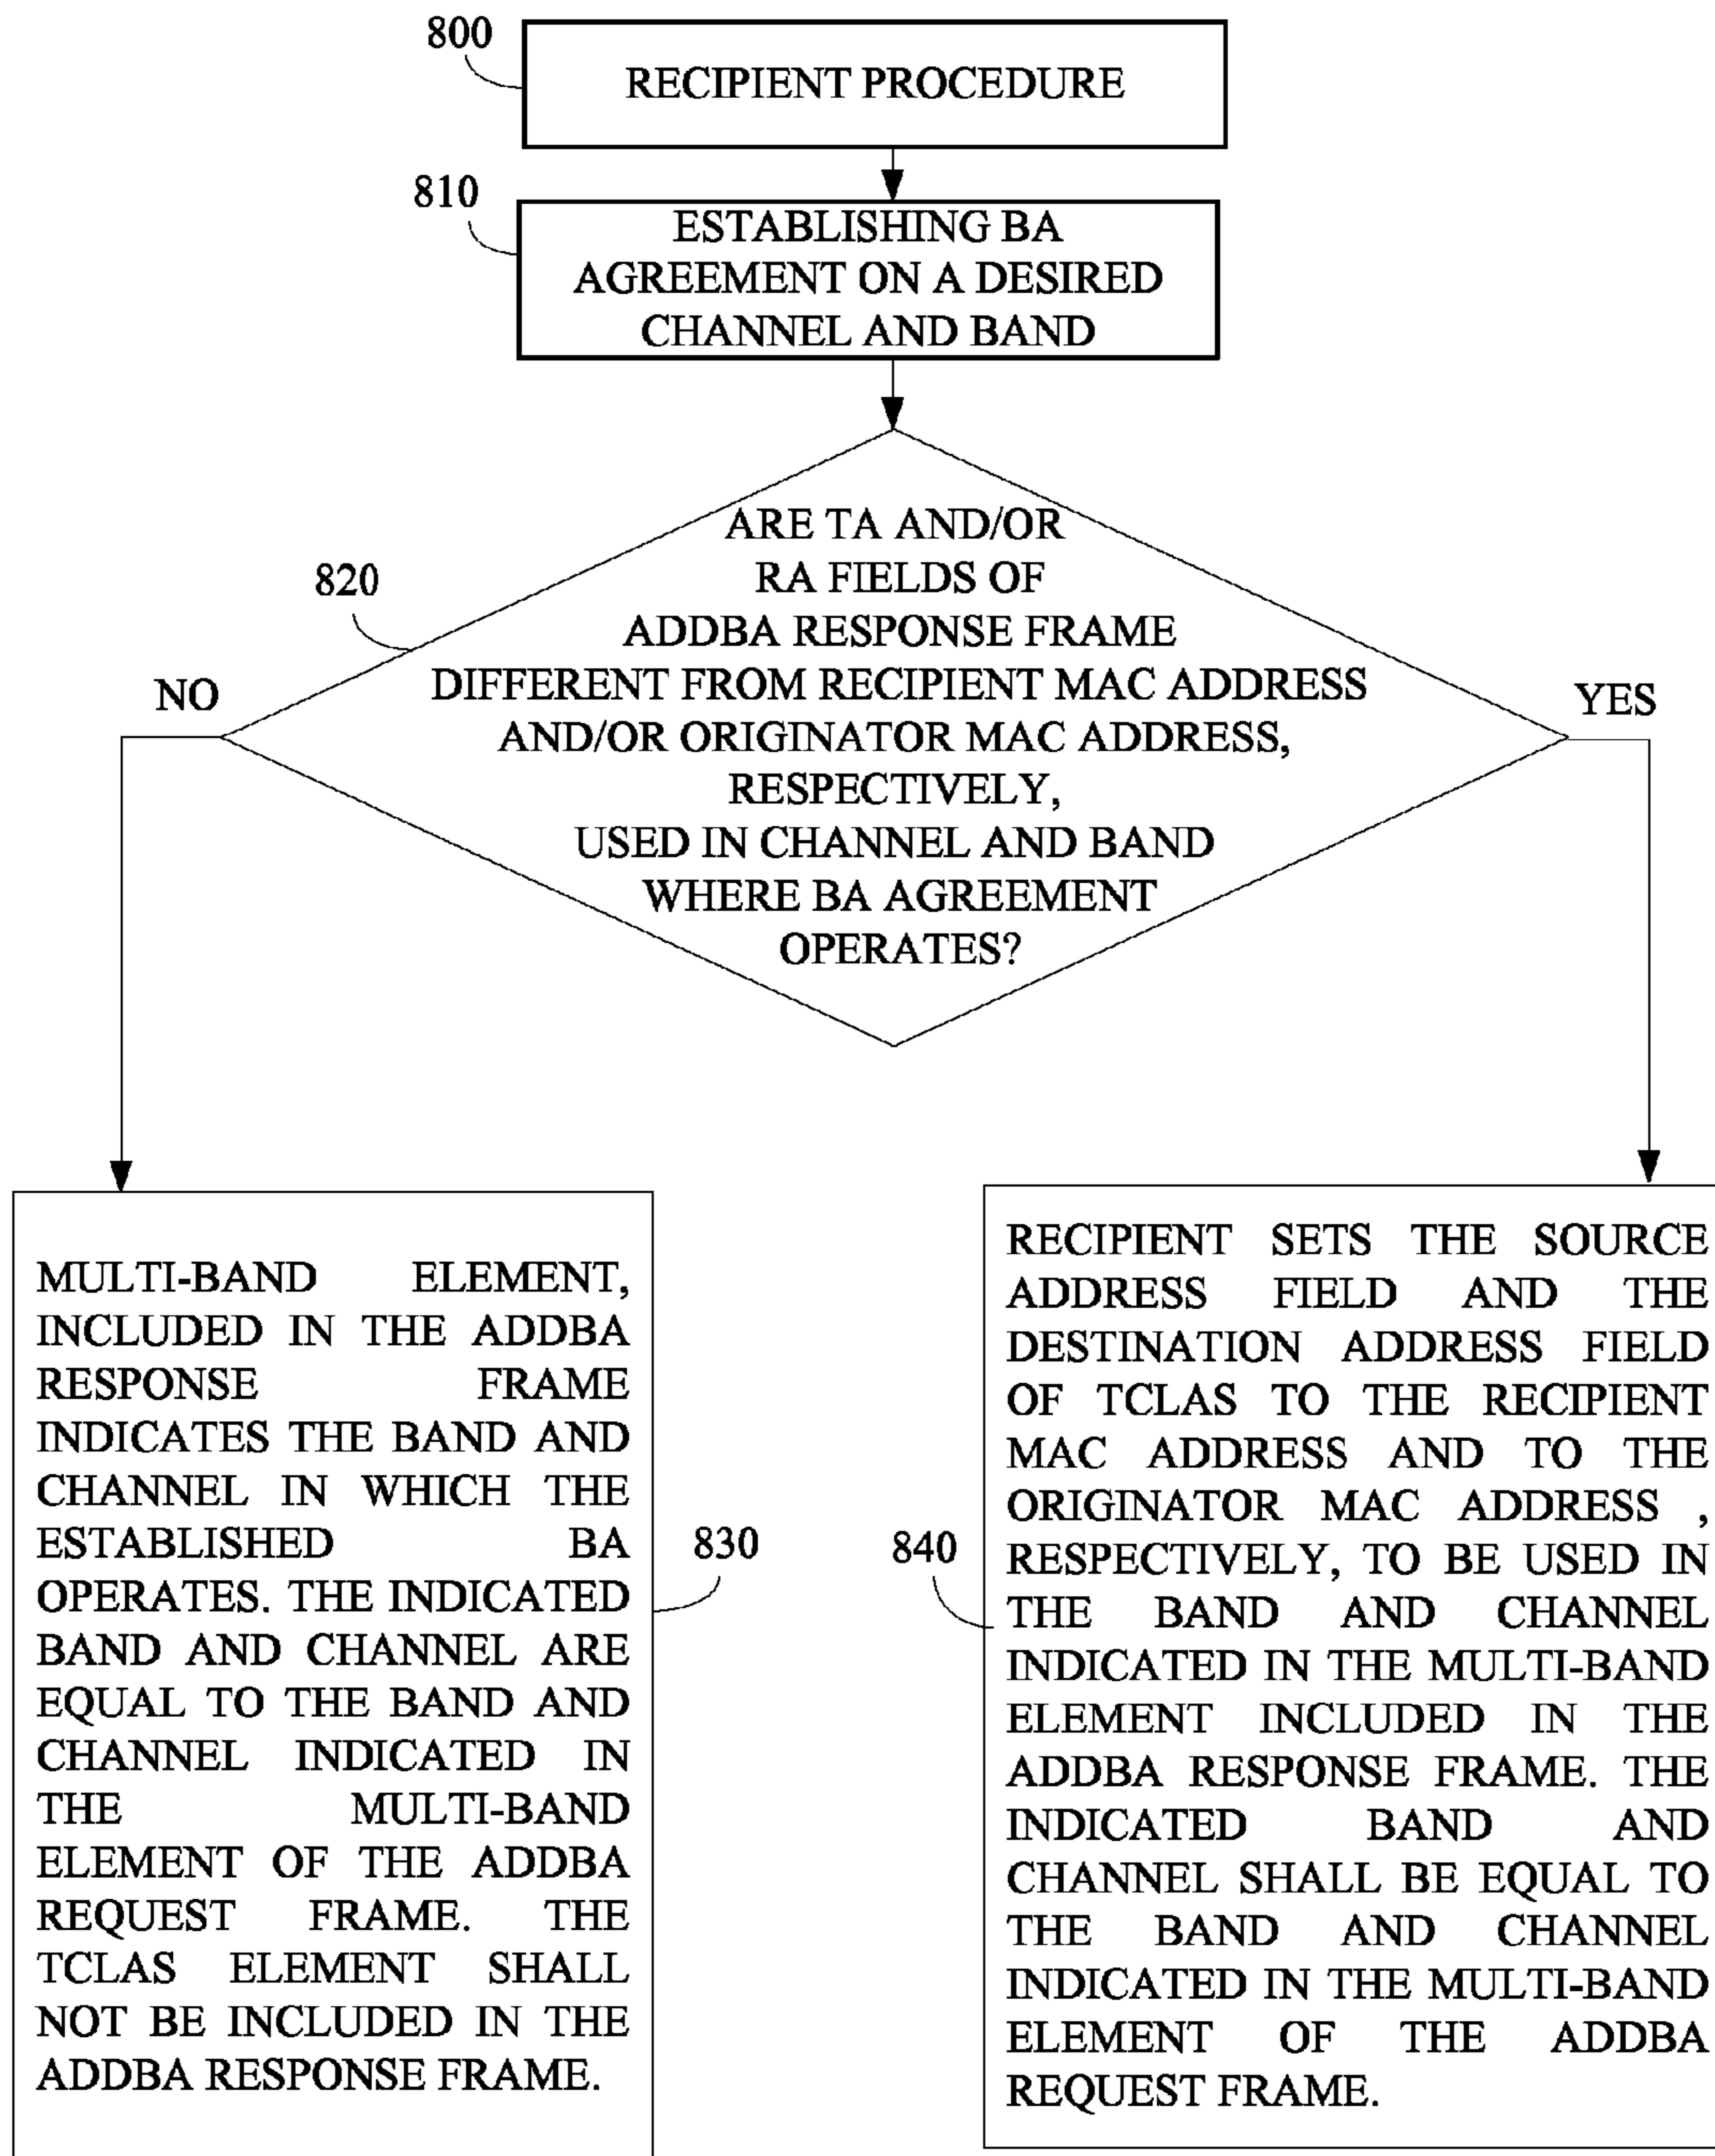 800
RECIPIENT PROCEDURE
810
ESTABLISHING BA
AGREEMENT ON A DESIRED
CHANNEL AND BAND
820
ARE TA AND/OR
RA FIELDS OF
ADDBA RESPONSE FRAME
DIFFERENT FROM RECIPIENT MAC ADDRESS
AND/OR ORIGINATOR MAC ADDRESS,
RESPECTIVELY,
USED IN CHANNEL AND BAND
WHERE BA AGREEMENT
OPERATES?
NO
YES
MULTI-BAND ELEMENT,
INCLUDED IN THE ADDBA
RESPONSE FRAME
INDICATES THE BAND AND
CHANNEL IN WHICH THE
ESTABLISHED BA
OPERATES. THE INDICATED
BAND AND CHANNEL ARE
EQUAL TO THE BAND AND
CHANNEL INDICATED IN
THE MULTI-BAND
ELEMENT OF THE ADDBA
REQUEST FRAME. THE
TCLAS ELEMENT SHALL
NOT BE INCLUDED IN THE
ADDBA RESPONSE FRAME.
830
840
RECIPIENT SETS THE SOURCE
ADDRESS FIELD AND THE
DESTINATION ADDRESS FIELD
OF TCLAS TO THE RECIPIENT
MAC ADDRESS AND TO THE
ORIGINATOR MAC ADDRESS ,
RESPECTIVELY, TO BE USED IN
THE BAND AND CHANNEL
INDICATED IN THE MULTI-BAND
ELEMENT INCLUDED IN THE
ADDBA RESPONSE FRAME. THE
INDICATED BAND AND
CHANNEL SHALL BE EQUAL TO
THE BAND AND CHANNEL
INDICATED IN THE MULTI-BAND
ELEMENT OF THE ADDBA
REQUEST FRAME.